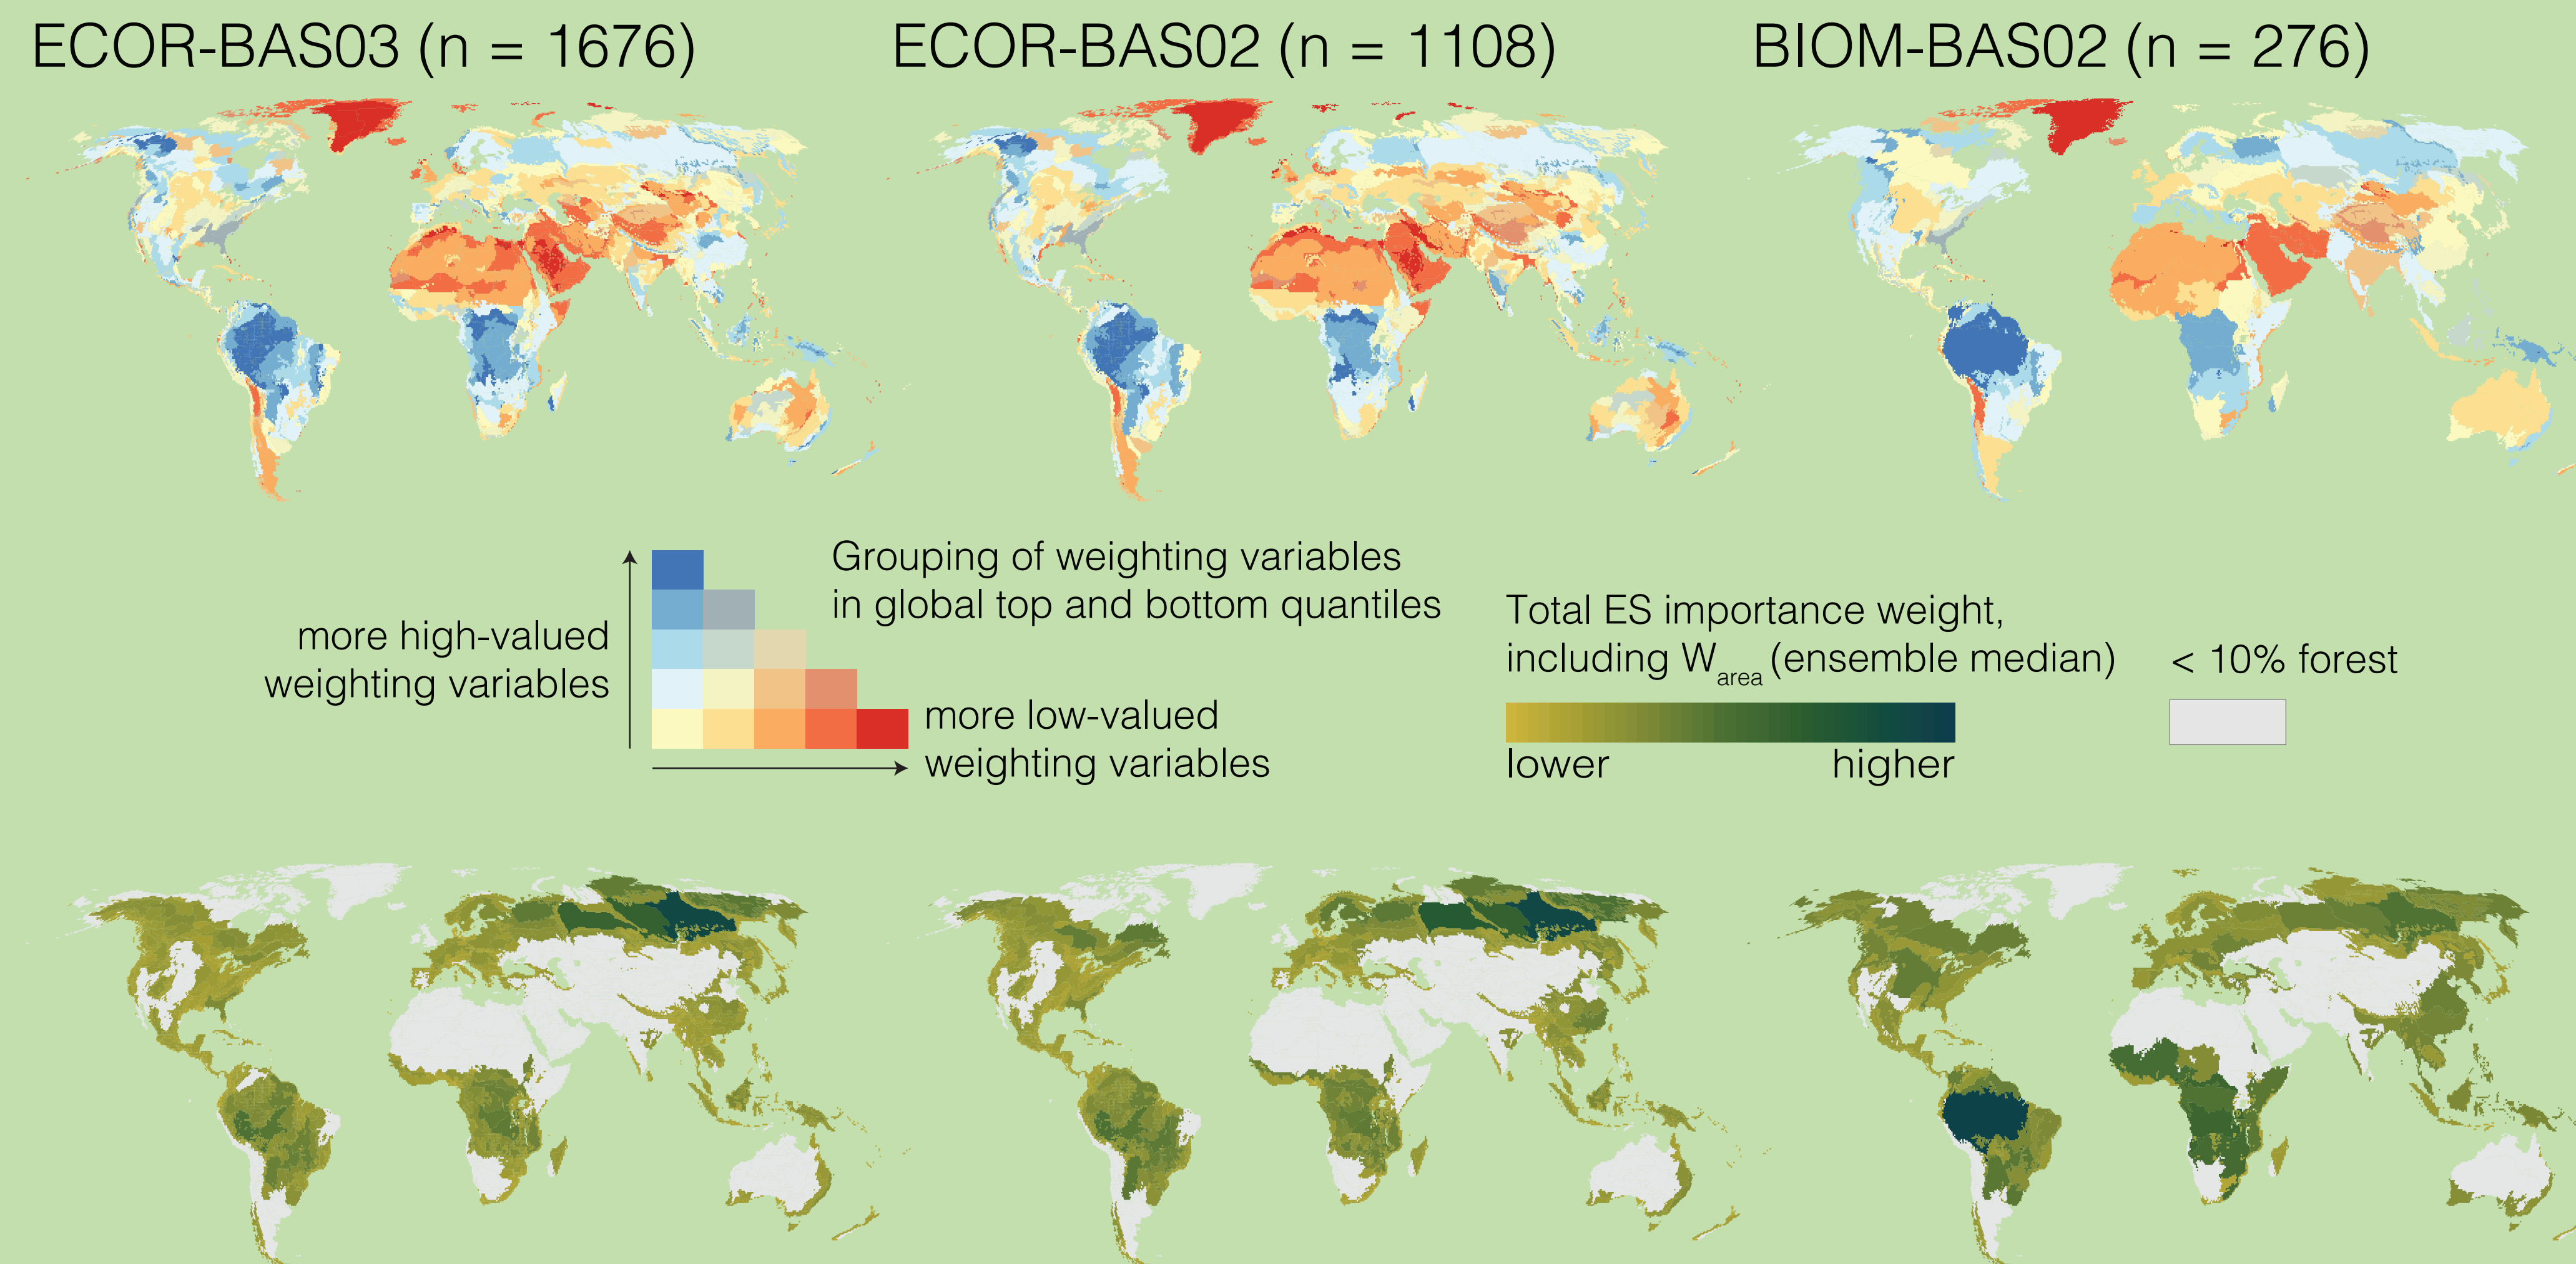 ECOR-BAS03 (n = 1676)
ECOR-BAS02 (n = 1108)
BIOM-BAS02 (n = 276)
Grouping of weighting variables
in global top and bottom quantiles
more high-valued
weighting variables
more low-valued
weighting variables
Total ES importance weight,
including Warea (ensemble median)
lower
higher
< 10% forest